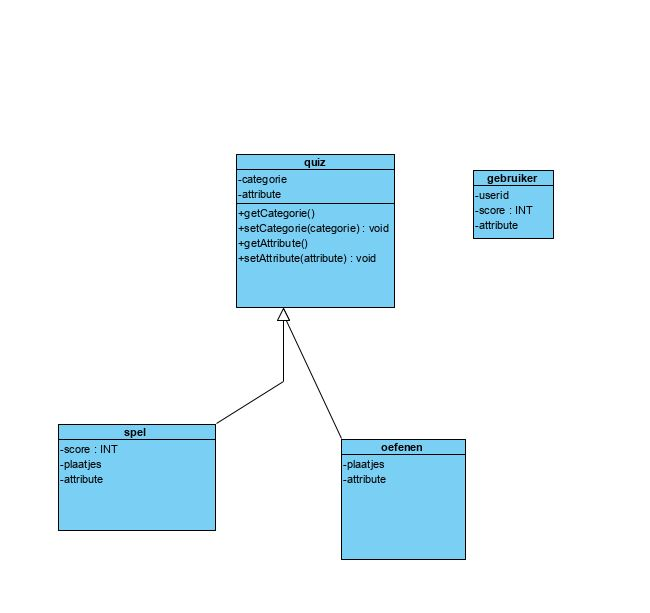 quiz
-categorie
-attribute
+getCategorie()
+setCategorie(categorie) : void
+getAttribute()
+setAttribute(attribute) : void
gebruiker
-userid
-score : INT
-attribute
spel
-score : INT
-plaatjes
-attribute
oefenen
-plaatjes
-attribute